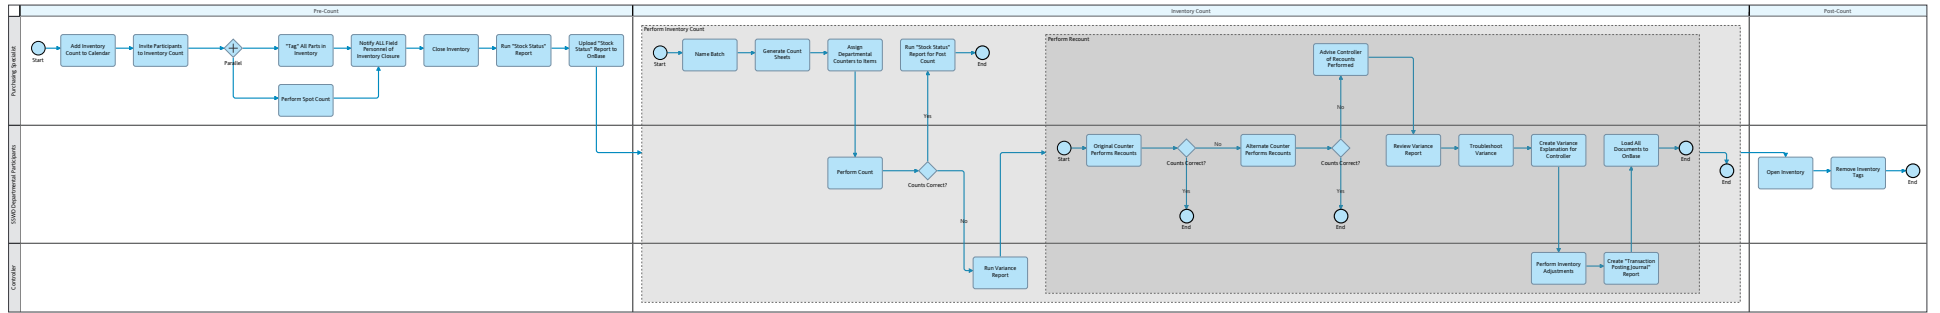 Pre-Count
Inventory Count
Post-Count
Purchasing Specialist
Start
Add Inventory
Count to Calendar
Invite Participants
to Inventory Count
Parallel
"Tag" All Parts in
Inventory
Perform Spot Count
Notify ALL Field
Personnel of
Inventory Closure
Close Inventory
Run "Stock Status"
Report
Upload "Stock
Status" Report to
OnBase
Perform Inventory Count
Start
Name Batch
Generate Count
Sheets
Assign
Departmental
Counters to Items
Run "Stock Status"
Report for Post
Count
End
Yes
Perform Recount
Advise Controller
of Recounts
Performed
No
SSWD Departmental Participants
Perform Count
Counts Correct?
No
Start
Original Counter
Performs Recounts
Counts Correct?
No
Yes
End
Alternate Counter
Performs Recounts
Counts Correct?
Yes
End
Review Variance
Report
Troubleshoot
Variance
Create Variance
Explanation for
Controller
Load All
Documents to
OnBase
End
End
Open Inventory
Remove Inventory
Tags
End
Controller
Run Variance
Report
Perform Inventory
Adjustments
Create "Transaction
Posting Journal"
Report